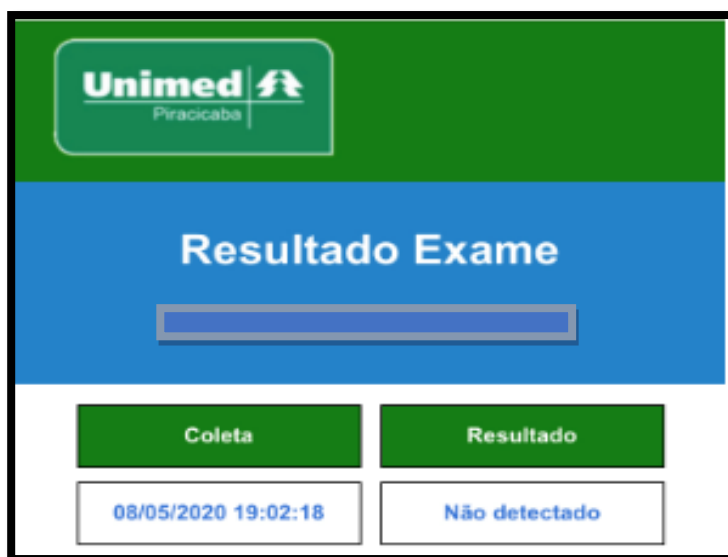 Unimed
Piracicaba
Resultado Exame
Coleta Resultado
08/05/2020 19:02:18 Não detectado